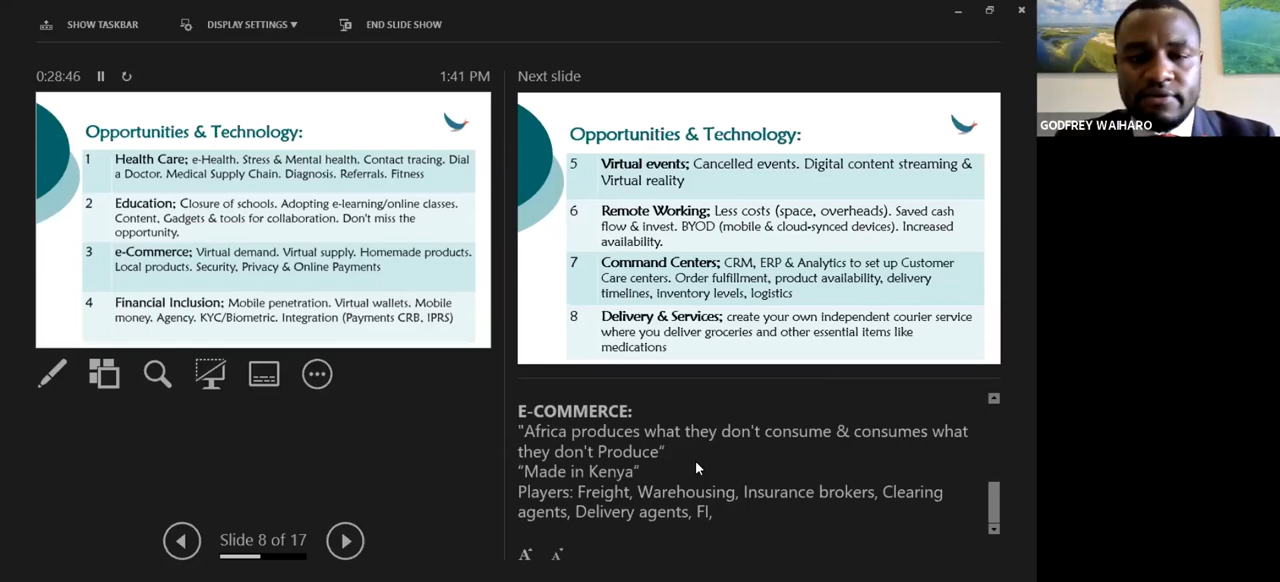 SHOW TASKBAR
DISPLAY SETTINGS ▼
END SLIDE SHOW
0:28:46
1:41 PM
Opportunities & Technology:
1 Health Care; e-Health. Stress & Mental health. Contact tracing. Dial
a Doctor. Medical Supply Chain. Diagnosis. Referrals. Fitness
2 Education; Closure of schools. Adopting e-learning/online classes.
Content, Gadgets & tools for collaboration. Don't miss the
opportunity.
3 e-Commerce; Virtual demand. Virtual supply. Homemade products.
Local products. Security, Privacy & Online Payments
4 Financial Inclusion; Mobile penetration. Virtual wallets. Mobile
money. Agency. KYC/Biometric. Integration (Payments CRB, IPRS)
Slide 8 of 17
Next slide
Opportunities & Technology:
5 Virtual events; Cancelled events. Digital content streaming &
Virtual reality
6 Remote Working; Less costs (space, overheads). Saved cash
flow & invest. BYOD (mobile & cloud-synced devices). Increased
availability.
7 Command Centers; CRM, ERP & Analytics to set up Customer
Care centers. Order fulfillment, product availability, delivery
timelines, inventory levels, logistics
8 Delivery & Services; create your own independent courier service
where you deliver groceries and other essential items like
medications
E-COMMERCE:
"Africa produces what they don't consume & consumes what
they don't Produce“
“Made in Kenya”
Players: Freight, Warehousing, Insurance brokers, Clearing
agents, Delivery agents, FI,
A A
GODFREY WAIHARO